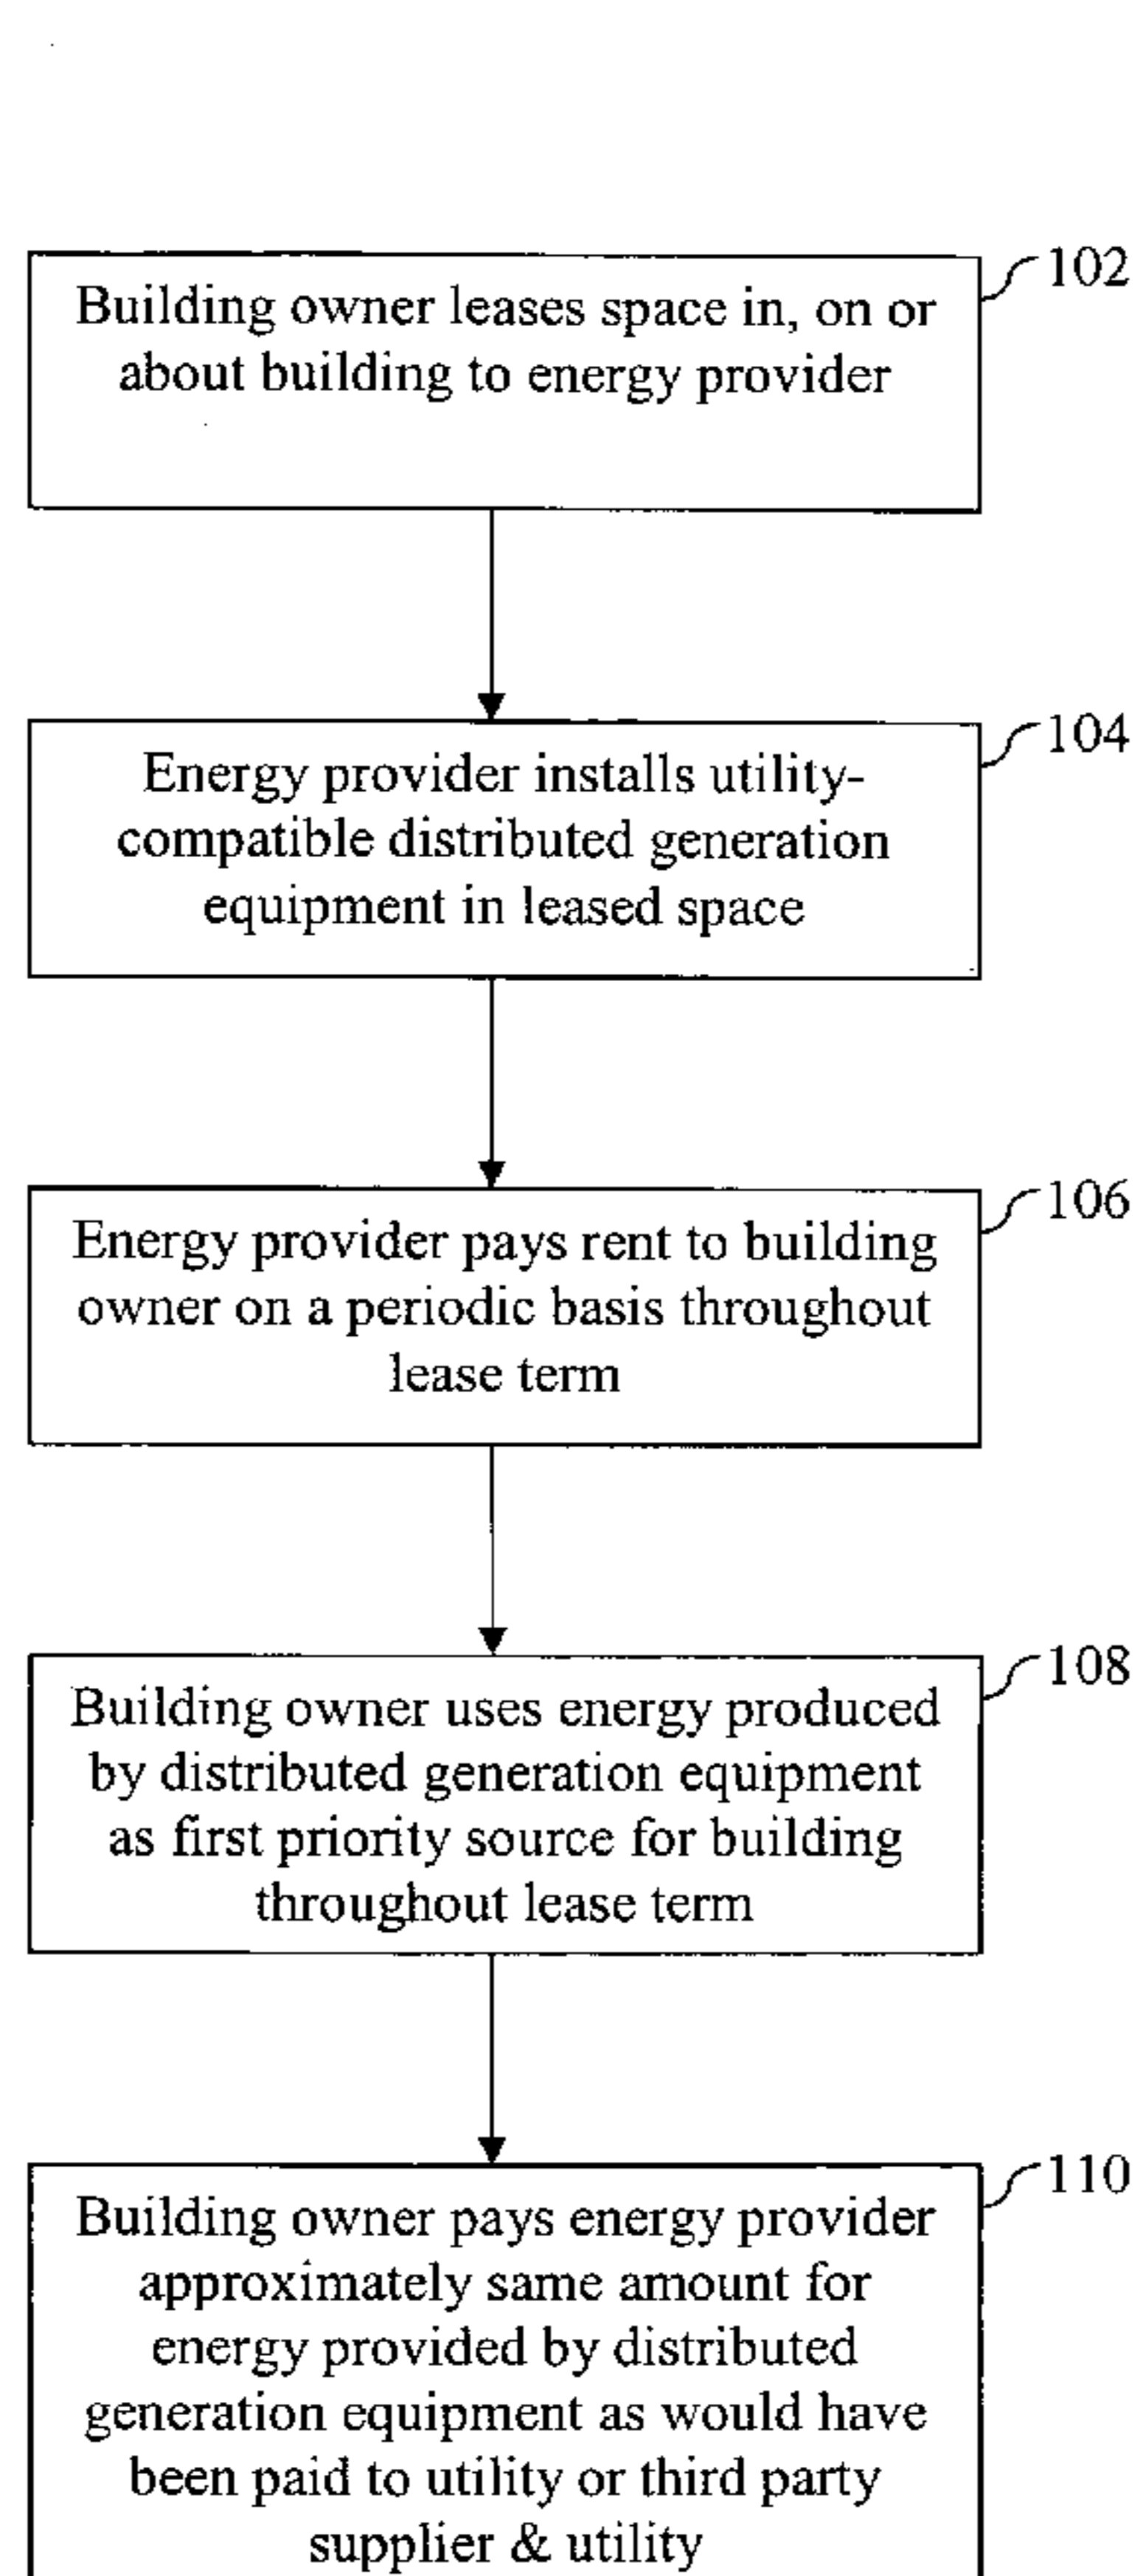 102
Building owner leases space in, on or
about building to energy provider
104
Energy provider installs utility-
compatible distributed generation
equipment in leased space
106
Energy provider pays rent to building
owner on a periodic basis throughout
lease term
108
Building owner uses energy produced
by distributed generation equipment
as first priority source for building
throughout lease term
110
Building owner pays energy provider
approximately same amount for
energy provided by distributed
generation equipment as would have
been paid to utility or third party
supplier & utility